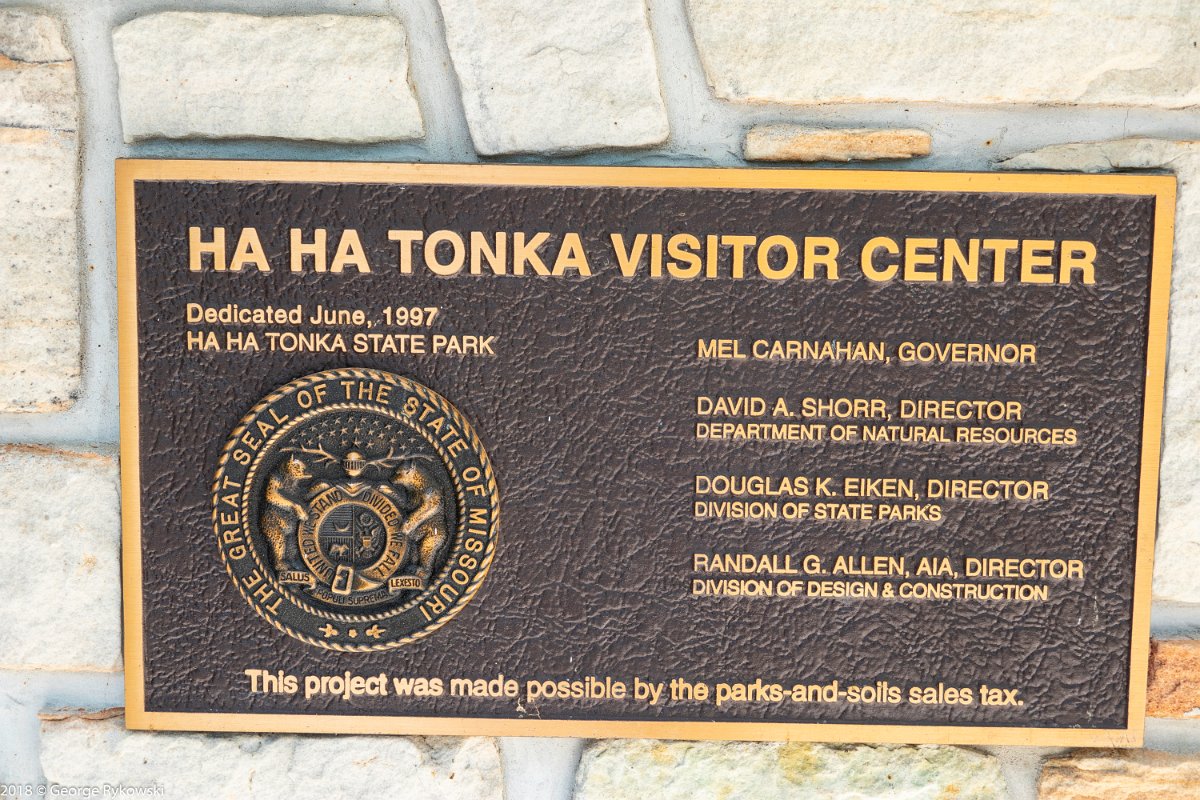 HA HA TONKA VISITOR CENTER
Dedicated June, 1997
HA HA TONKA STATE PARK
MEL CARNAHAN, GOVERNOR
DAVID A. SHORR, DIRECTOR
DEPARTMENT OF NATURAL RESOURCES
DOUGLAS K. EIKEN, DIRECTOR
DIVISION OF STATE PARKS
RANDALL G. ALLEN, AIA, DIRECTOR
DIVISION OF DESIGN & CONSTRUCTION
THE GREAT SEAL OF THE STATE OF MISSOURI
UNITED WE STAND DIVIDED WE FALL
SALUS POPULI SUPREMA LEX ESTO
This project was made possible by the parks-and-soils sales tax.
2018 © George Rykowski